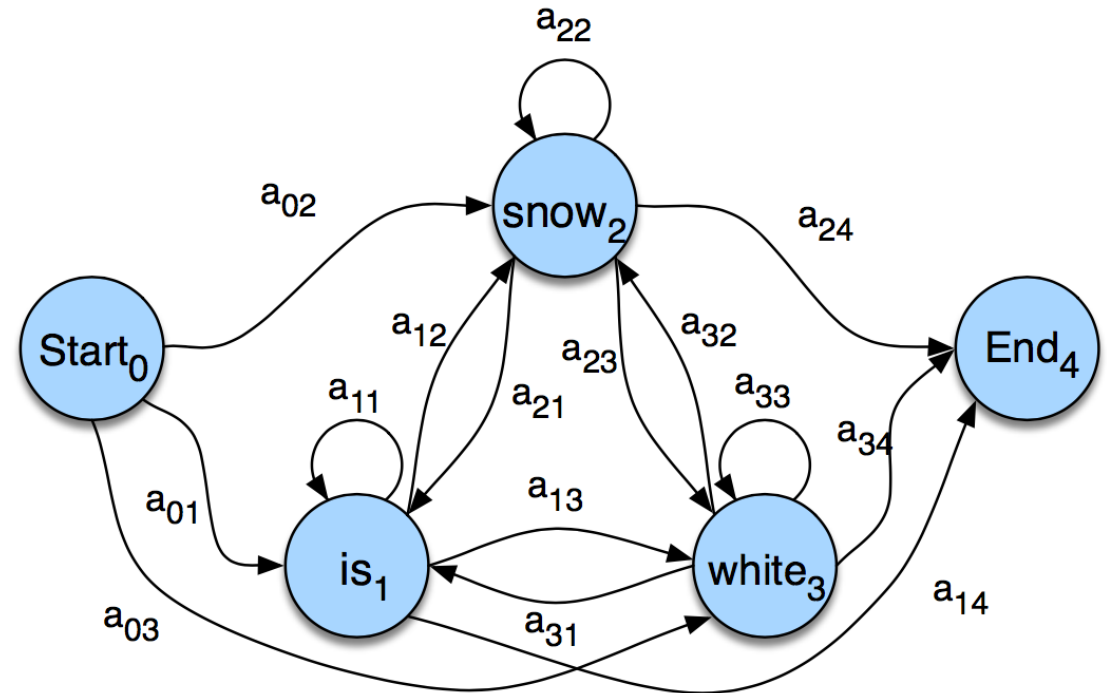 a22
a02
snow2
a24
a12
a32
Start0
a23
End4
a11
a21
a33
a34
a13
a01
is1
white3
a03
a31
a14